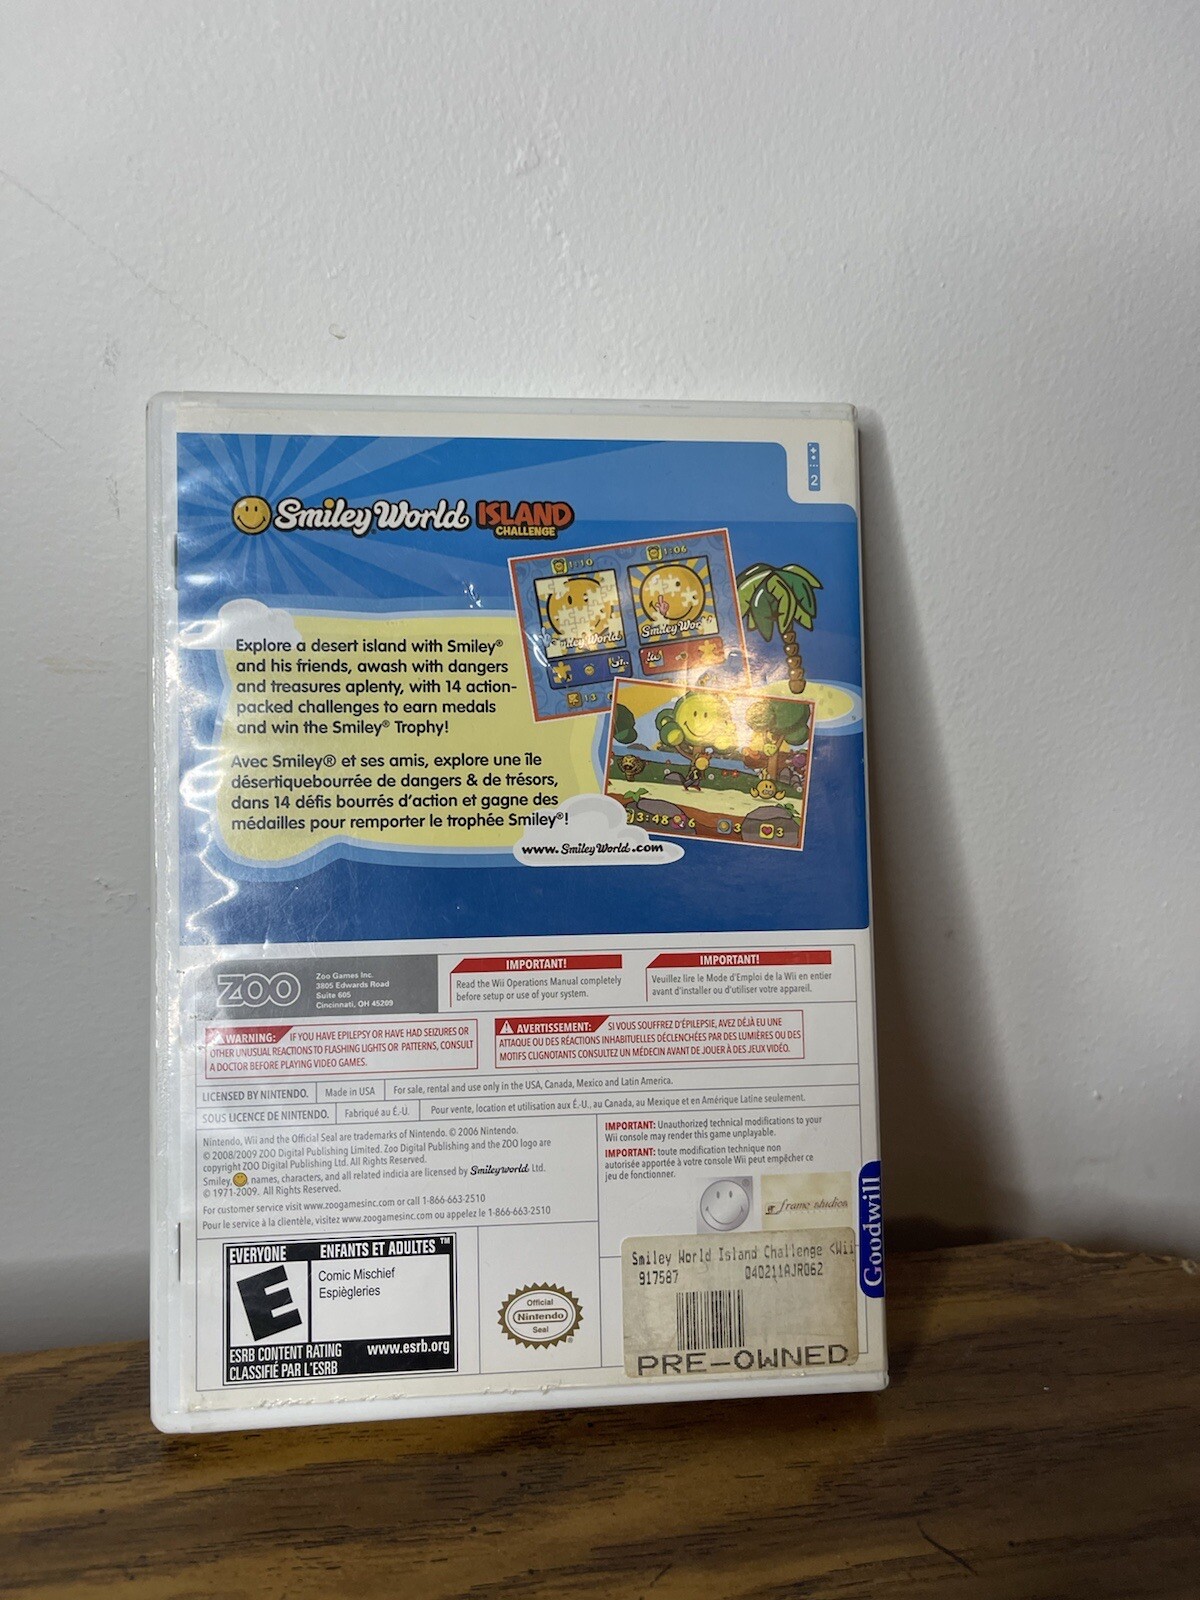 2
Smiley World ISLAND
CHALLENGE
1:10
1:06
Smiley World
13
Explore a desert island with Smiley®
and his friends, awash with dangers
and treasures aplenty, with 14 action-
packed challenges to earn medals
and win the Smiley® Trophy!
Avec Smiley® et ses amis, explore une île
désertiquebourrée de dangers & de trésors,
dans 14 défis bourrés d'action et gagne des
médailles pour remporter le trophée Smiley®!
3:48 6 3 3
www.SmileyWorld.com
ZOO
Zoo Games Inc.
3805 Edwards Road
Suite 605
Cincinnati, OH 45209
IMPORTANT!
Read the Wii Operations Manual completely
before setup or use of your system.
IMPORTANT!
Veuillez lire le Mode d'Emploi de la Wii en entier
avant d'installer ou d'utiliser votre appareil.
WARNING: IF YOU HAVE EPILEPSY OR HAVE HAD SEIZURES OR
OTHER UNUSUAL REACTIONS TO FLASHING LIGHTS OR PATTERNS, CONSULT
A DOCTOR BEFORE PLAYING VIDEO GAMES.
AVERTISSEMENT: SI VOUS SOUFFREZ D'ÉPILEPSIE, AVEZ DÉJÀ EU UNE
ATTAQUE OU DES RÉACTIONS INHABITUELLES DÉCLENCHÉES PAR DES LUMIÈRES OU DES
MOTIFS CLIGNOTANTS CONSULTEZ UN MÉDECIN AVANT DE JOUER À DES JEUX VIDÉO.
LICENSED BY NINTENDO. Made in USA For sale, rental and use only in the USA, Canada, Mexico and Latin America.
SOUS LICENCE DE NINTENDO. Fabriqué au É.-U. Pour vente, location et utilisation aux É.-U., au Canada, au Mexique et en Amérique Latine seulement.
Nintendo, Wii and the Official Seal are trademarks of Nintendo. © 2006 Nintendo.
© 2008/2009 ZOO Digital Publishing Limited. Zoo Digital Publishing and the ZOO logo are
copyright ZOO Digital Publishing Ltd. All Rights Reserved.
Smiley, names, characters, and all related indicia are licensed by Smileyworld Ltd.
© 1971-2009. All Rights Reserved.
For customer service visit www.zoogamesinc.com or call 1-866-663-2510
Pour le service à la clientèle, visitez www.zoogamesinc.com ou appelez le 1-866-663-2510
IMPORTANT: Unauthorized technical modifications to your
Wii console may render this game unplayable.
IMPORTANT: toute modification technique non
autorisée apportée à votre console Wii peut empêcher ce
jeu de fonctionner.
frame studios
Goodwill
EVERYONE ENFANTS ET ADULTES ™
E
Comic Mischief
Espiègleries
ESRB CONTENT RATING www.esrb.org
CLASSIFIÉ PAR L'ESRB
Official
Nintendo
Seal
Smiley World Island Challenge <Wii
917587 040211AJR062
PRE-OWNED